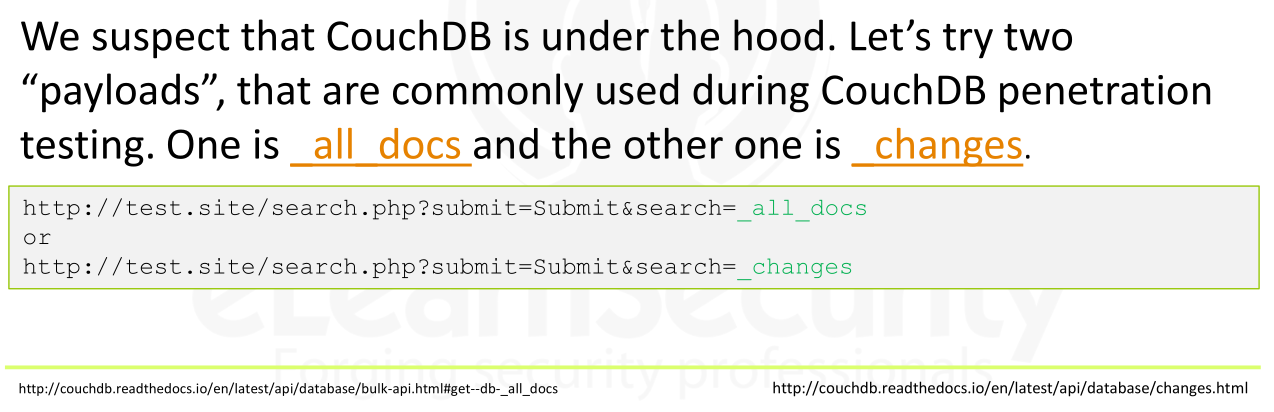 We suspect that CouchDB is under the hood. Let’s try two
“payloads”, that are commonly used during CouchDB penetration
testing. One is _all_docs and the other one is _changes.
http://test.site/search.php?submit=Submit&search=_all_docs
or
http://test.site/search.php?submit=Submit&search=_changes
eLearnSecurity
Forging security professionals
http://couchdb.readthedocs.io/en/latest/api/database/bulk-api.html#get--db-_all_docs
http://couchdb.readthedocs.io/en/latest/api/database/changes.html